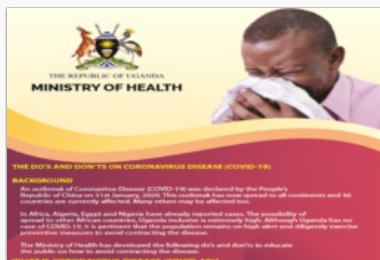 THE REPUBLIC OF UGANDA
MINISTRY OF HEALTH
THE DO'S AND DON'TS ON CORONAVIRUS DISEASE (COVID-19)
BACKGROUND
An outbreak of Coronavirus Disease (COVID-19) was declared by the People's
Republic of China on 31st January, 2020. This outbreak has now spread to all continents and 46
countries are currently affected. Many others may be affected too.
In Africa, Algeria, Egypt and Nigeria have already reported cases. The possibility of
spread to other African countries, Uganda inclusive is extremely high. Although Uganda has no
case of COVID-19, it is pertinent that the population remains on high alert and diligently exercise
preventive measures to avoid contracting the disease.
The Ministry of Health has developed the following do's and don'ts to educate
the public on how to avoid contracting the disease.